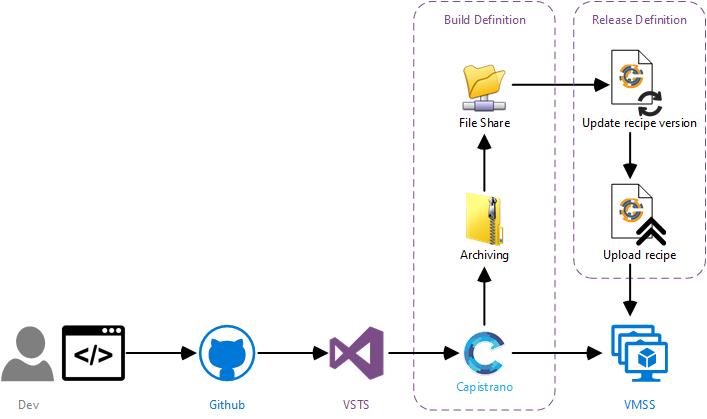 Build Definition
Release Definition
File Share
Update recipe version
Archiving
Upload recipe
</>
Capistrano
Dev
Github
VSTS
VMSS